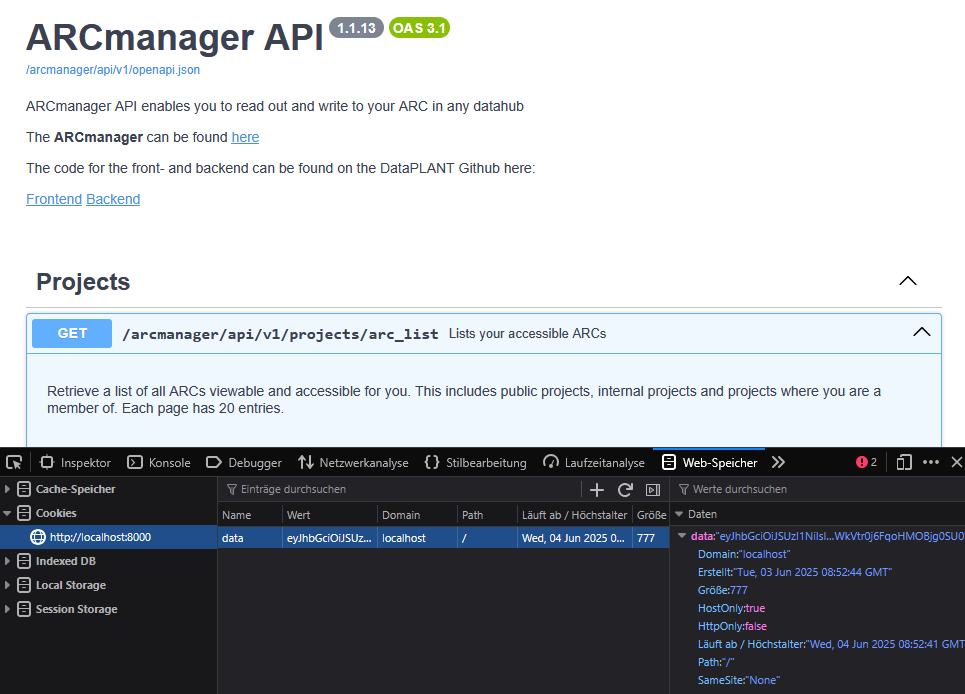 ARCmanager API 1.1.13 OAS 3.1
/arcmanager/api/v1/openapi.json
ARCmanager API enables you to read out and write to your ARC in any datahub
The ARCmanager can be found here
The code for the front- and backend can be found on the DataPLANT Github here:
Frontend Backend
Projects
GET /arcmanager/api/v1/projects/arc_list Lists your accessible ARCs
Retrieve a list of all ARCs viewable and accessible for you. This includes public projects, internal projects and projects where you are a
member of. Each page has 20 entries.
Inspektor Konsole Debugger Netzwerkanalyse Stilbearbeitung Laufzeitanalyse Web-Speicher 2
Cache-Speicher
Cookies
http://localhost:8000
Indexed DB
Local Storage
Session Storage
Einträge durchsuchen
Name Wert Domain Path Läuft ab / Höchstalter Größe
data eyJhbGciOiJSUz... localhost / Wed, 04 Jun 2025 0... 777
Werte durchsuchen
Daten
data:"eyJhbGciOiJSUzI1NiIsI...WkVtr0j6FqoHMOBjg0SU0
Domain:"localhost"
Erstellt:"Tue, 03 Jun 2025 08:52:44 GMT"
Größe:777
HostOnly:true
HttpOnly:false
Läuft ab / Höchstalter:"Wed, 04 Jun 2025 08:52:41 GMT
Path:"/"
SameSite:"None"